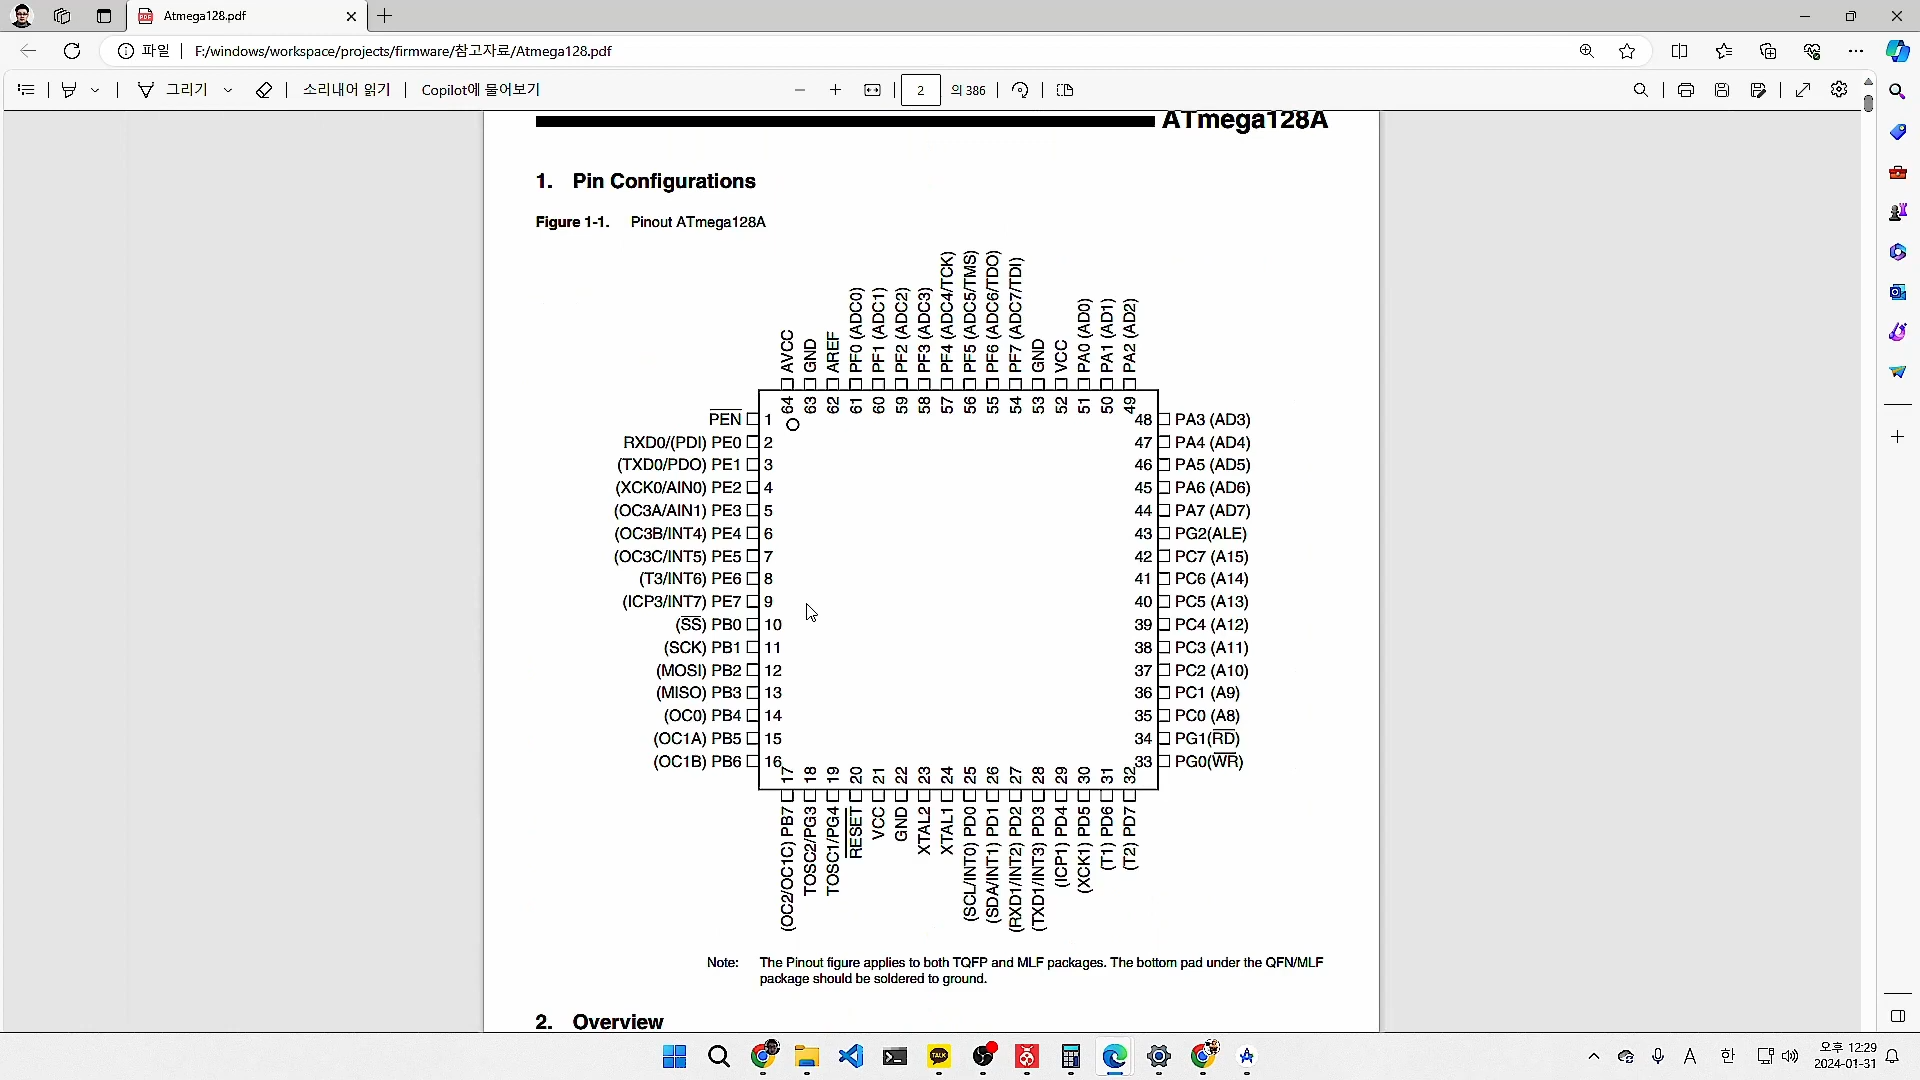 Atmega128.pdf
파일
F:/windows/workspace/projects/firmware/참고자료/Atmega128.pdf
그리기
소리내어 읽기
Copilot에 물어보기
2
의 386
ATmega128A
1. Pin Configurations
Figure 1-1. Pinout ATmega128A
AVCC
GND
AREF
PF0 (ADC0)
PF1 (ADC1)
PF2 (ADC2)
PF3 (ADC3)
PF4 (ADC4/TCK)
PF5 (ADC5/TMS)
PF6 (ADC6/TDO)
PF7 (ADC7/TDI)
GND
VCC
PA0 (AD0)
PA1 (AD1)
PA2 (AD2)
64 63 62 61 60 59 58 57 56 55 54 53 52 51 50 49
PEN 1
RXD0/(PDI) PE0 2
(TXD0/PDO) PE1 3
(XCK0/AIN0) PE2 4
(OC3A/AIN1) PE3 5
(OC3B/INT4) PE4 6
(OC3C/INT5) PE5 7
(T3/INT6) PE6 8
(ICP3/INT7) PE7 9
(SS) PB0 10
(SCK) PB1 11
(MOSI) PB2 12
(MISO) PB3 13
(OC0) PB4 14
(OC1A) PB5 15
(OC1B) PB6 16
48 PA3 (AD3)
47 PA4 (AD4)
46 PA5 (AD5)
45 PA6 (AD6)
44 PA7 (AD7)
43 PG2(ALE)
42 PC7 (A15)
41 PC6 (A14)
40 PC5 (A13)
39 PC4 (A12)
38 PC3 (A11)
37 PC2 (A10)
36 PC1 (A9)
35 PC0 (A8)
34 PG1(RD)
33 PG0(WR)
17 18 19 20 21 22 23 24 25 26 27 28 29 30 31 32
(OC2/OC1C) PB7
TOSC2/PG3
TOSC1/PG4
RESET
VCC
GND
XTAL2
XTAL1
(SCL/INT0) PD0
(SDA/INT1) PD1
(RXD1/INT2) PD2
(TXD1/INT3) PD3
(ICP1) PD4
(XCK1) PD5
(T1) PD6
(T2) PD7
Note: The Pinout figure applies to both TQFP and MLF packages. The bottom pad under the QFN/MLF
package should be soldered to ground.
2. Overview
TALK
A
한
오후 12:29
2024-01-31